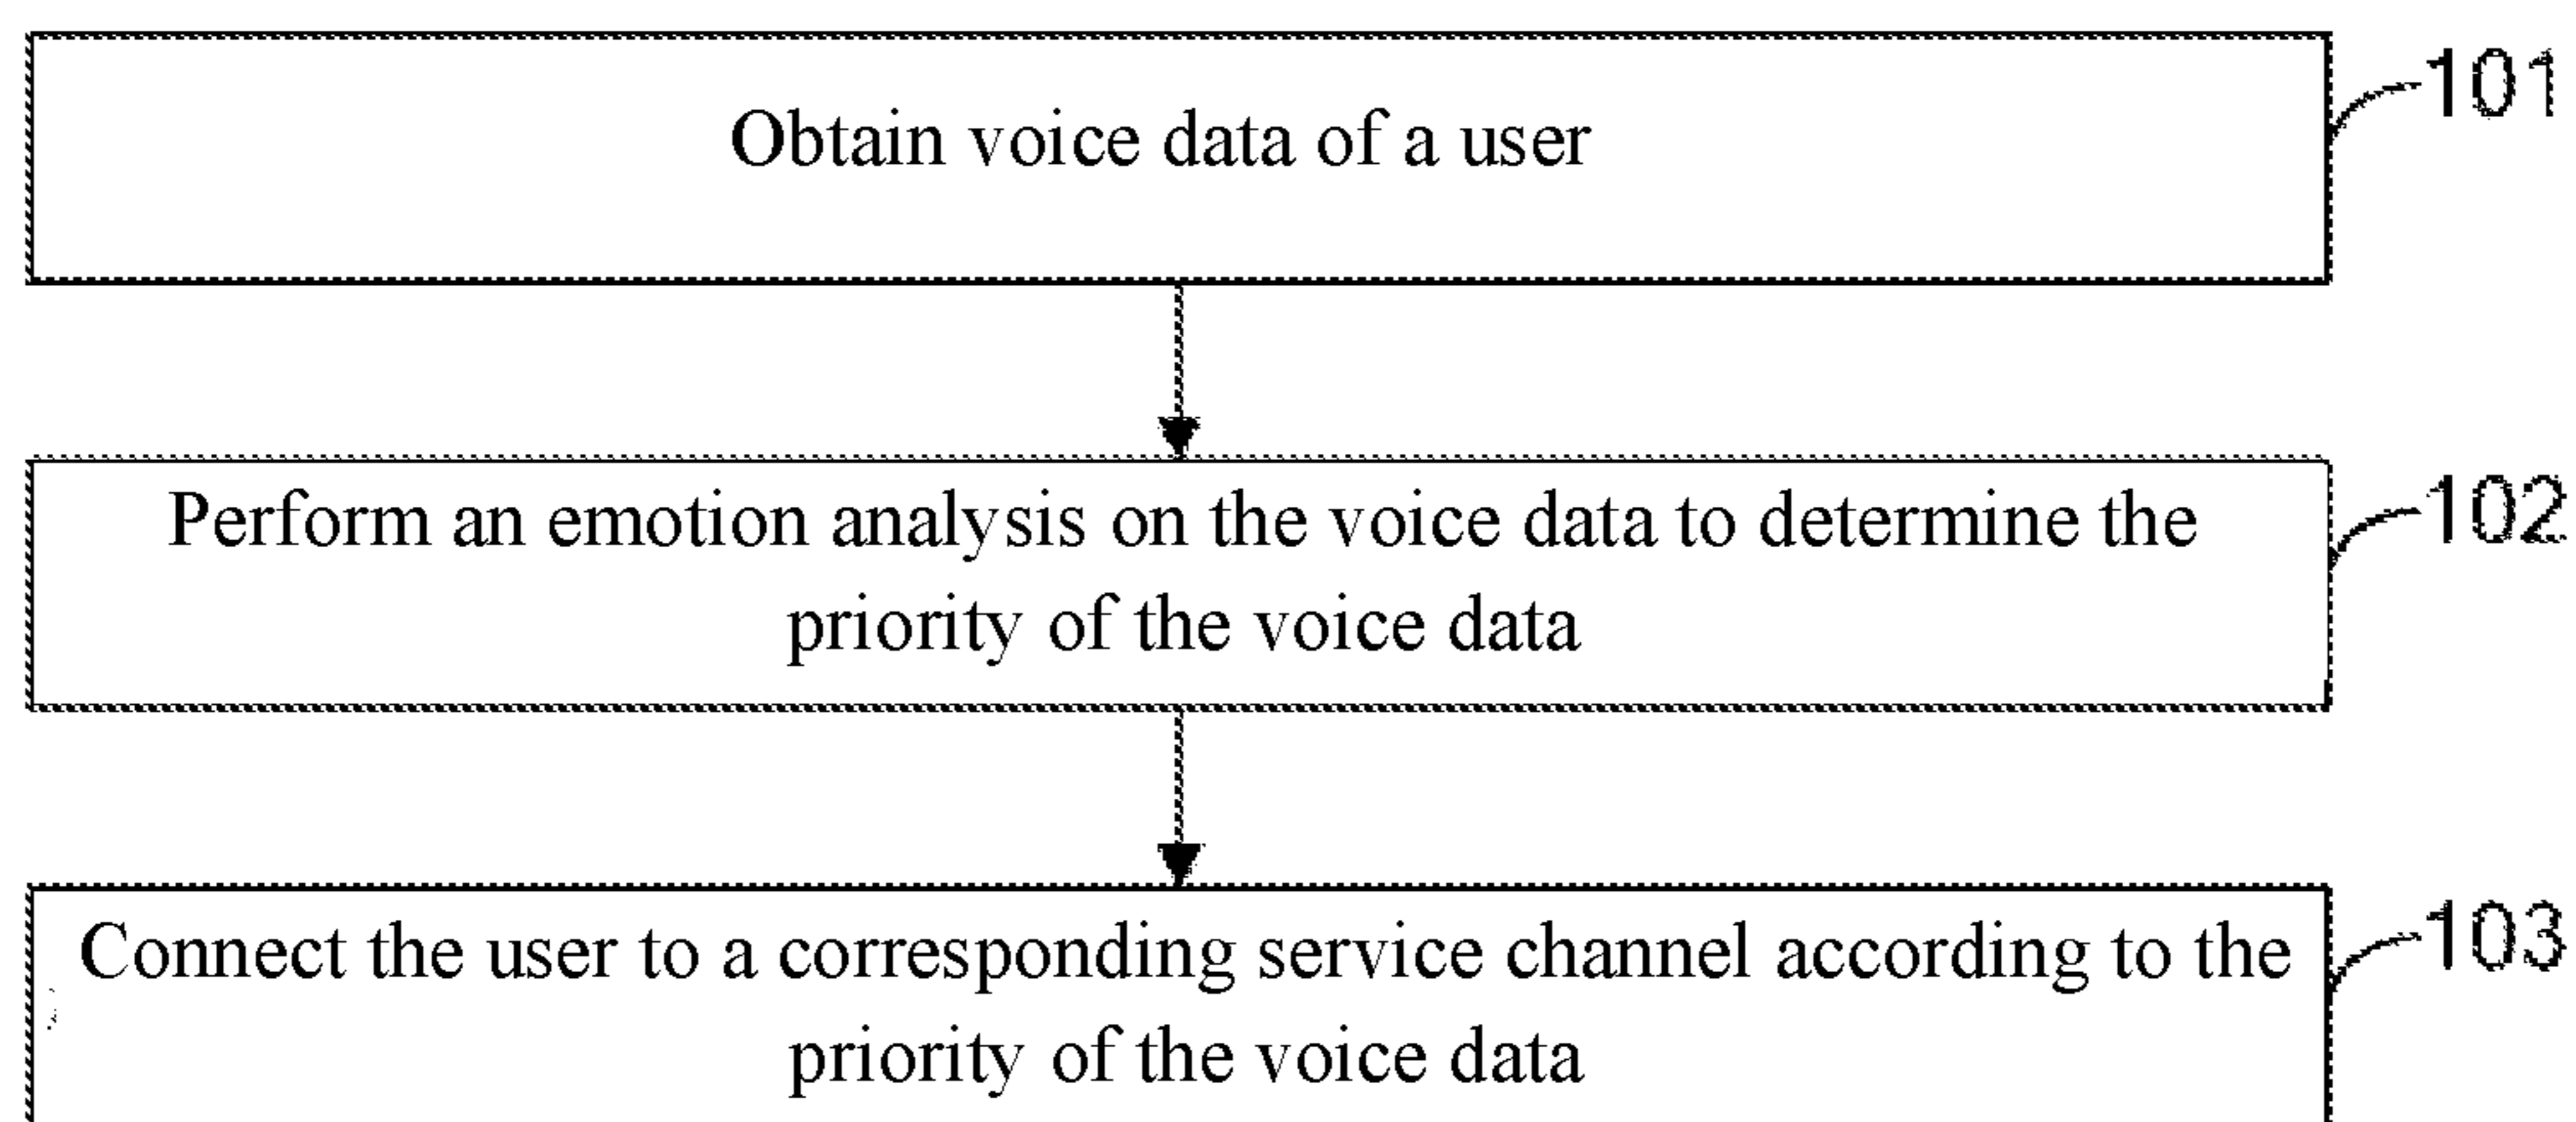 Obtain voice data of a user
101
Perform an emotion analysis on the voice data to determine the
priority of the voice data
102
Connect the user to a corresponding service channel according to the
priority of the voice data
103